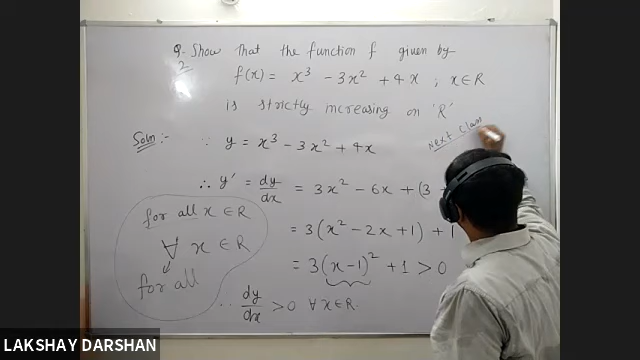 Q.2 Show that the function f given by
f(x) = x³ - 3x² + 4x ; x∈R
is strictly increasing on 'R'
Next Class
Soln :- ∵ y = x³ - 3x² + 4x
∴ y' = dy/dx = 3x² - 6x + (3
= 3(x² - 2x + 1) + 1
= 3(x - 1)² + 1 > 0
∴ dy/dx > 0 ∀ x∈R.
for all x ∈ R
∀ x ∈ R
for all
LAKSHAY DARSHAN